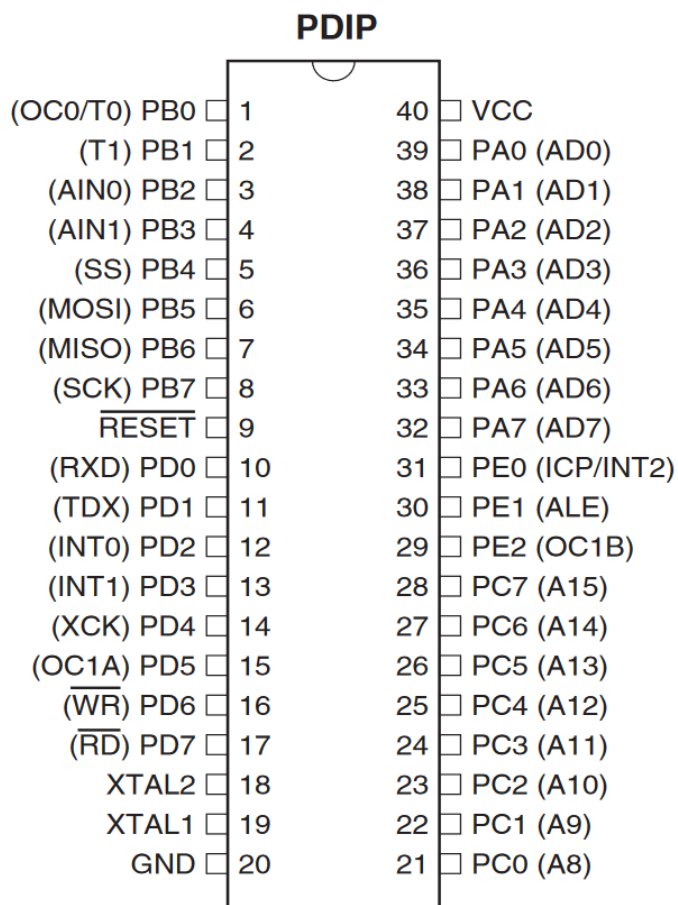 PDIP
(OC0/T0) PB0 1 40 VCC
(T1) PB1 2 39 PA0 (AD0)
(AIN0) PB2 3 38 PA1 (AD1)
(AIN1) PB3 4 37 PA2 (AD2)
(SS) PB4 5 36 PA3 (AD3)
(MOSI) PB5 6 35 PA4 (AD4)
(MISO) PB6 7 34 PA5 (AD5)
(SCK) PB7 8 33 PA6 (AD6)
RESET 9 32 PA7 (AD7)
(RXD) PD0 10 31 PE0 (ICP/INT2)
(TDX) PD1 11 30 PE1 (ALE)
(INT0) PD2 12 29 PE2 (OC1B)
(INT1) PD3 13 28 PC7 (A15)
(XCK) PD4 14 27 PC6 (A14)
(OC1A) PD5 15 26 PC5 (A13)
(WR) PD6 16 25 PC4 (A12)
(RD) PD7 17 24 PC3 (A11)
XTAL2 18 23 PC2 (A10)
XTAL1 19 22 PC1 (A9)
GND 20 21 PC0 (A8)